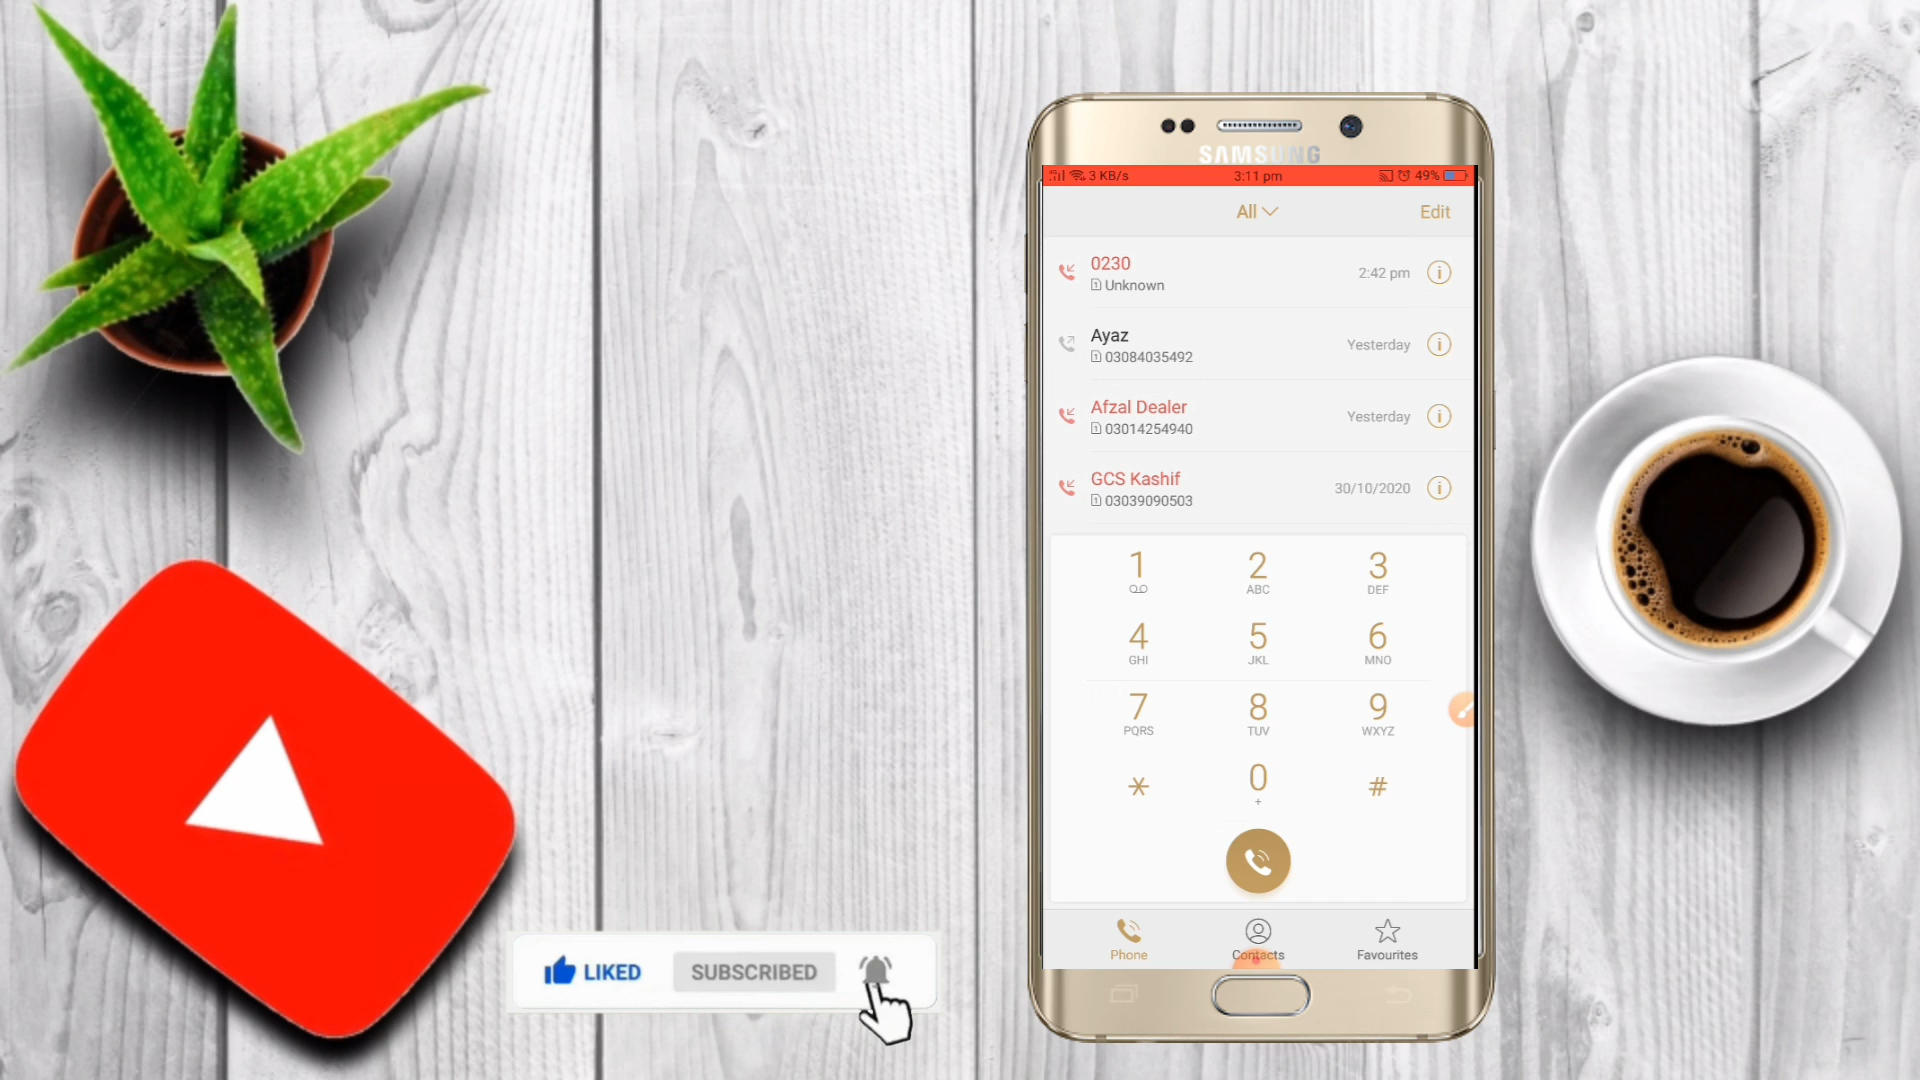 SAMSUNG
3 KB/s 3:11 pm 49%
All Edit
0230
Unknown 2:42 pm
Ayaz
03084035492 Yesterday
Afzal Dealer
03014254940 Yesterday
GCS Kashif
03039090503 30/10/2020
1 2 3
ABC DEF
4 5 6
GHI JKL MNO
7 8 9
PQRS TUV WXYZ
* 0 #
+
Phone Contacts Favourites
LIKED SUBSCRIBED